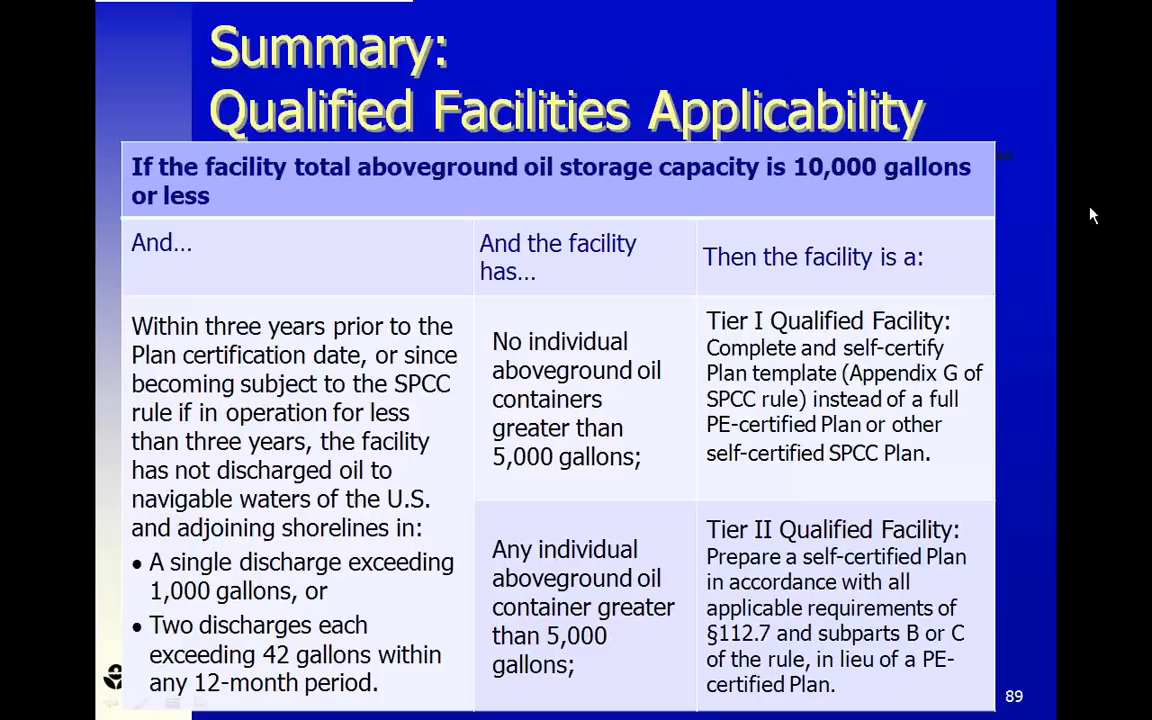 Summary:
Qualified Facilities Applicability
If the facility total aboveground oil storage capacity is 10,000 gallons
or less
And...
And the facility
has...
Then the facility is a:
Within three years prior to the
Plan certification date, or since
becoming subject to the SPCC
rule if in operation for less
than three years, the facility
has not discharged oil to
navigable waters of the U.S.
and adjoining shorelines in:
• A single discharge exceeding
1,000 gallons, or
• Two discharges each
exceeding 42 gallons within
any 12-month period.
No individual
aboveground oil
containers
greater than
5,000 gallons;
Tier I Qualified Facility:
Complete and self-certify
Plan template (Appendix G of
SPCC rule) instead of a full
PE-certified Plan or other
self-certified SPCC Plan.
Any individual
aboveground oil
container greater
than 5,000
gallons;
Tier II Qualified Facility:
Prepare a self-certified Plan
in accordance with all
applicable requirements of
§112.7 and subparts B or C
of the rule, in lieu of a PE-
certified Plan.
89